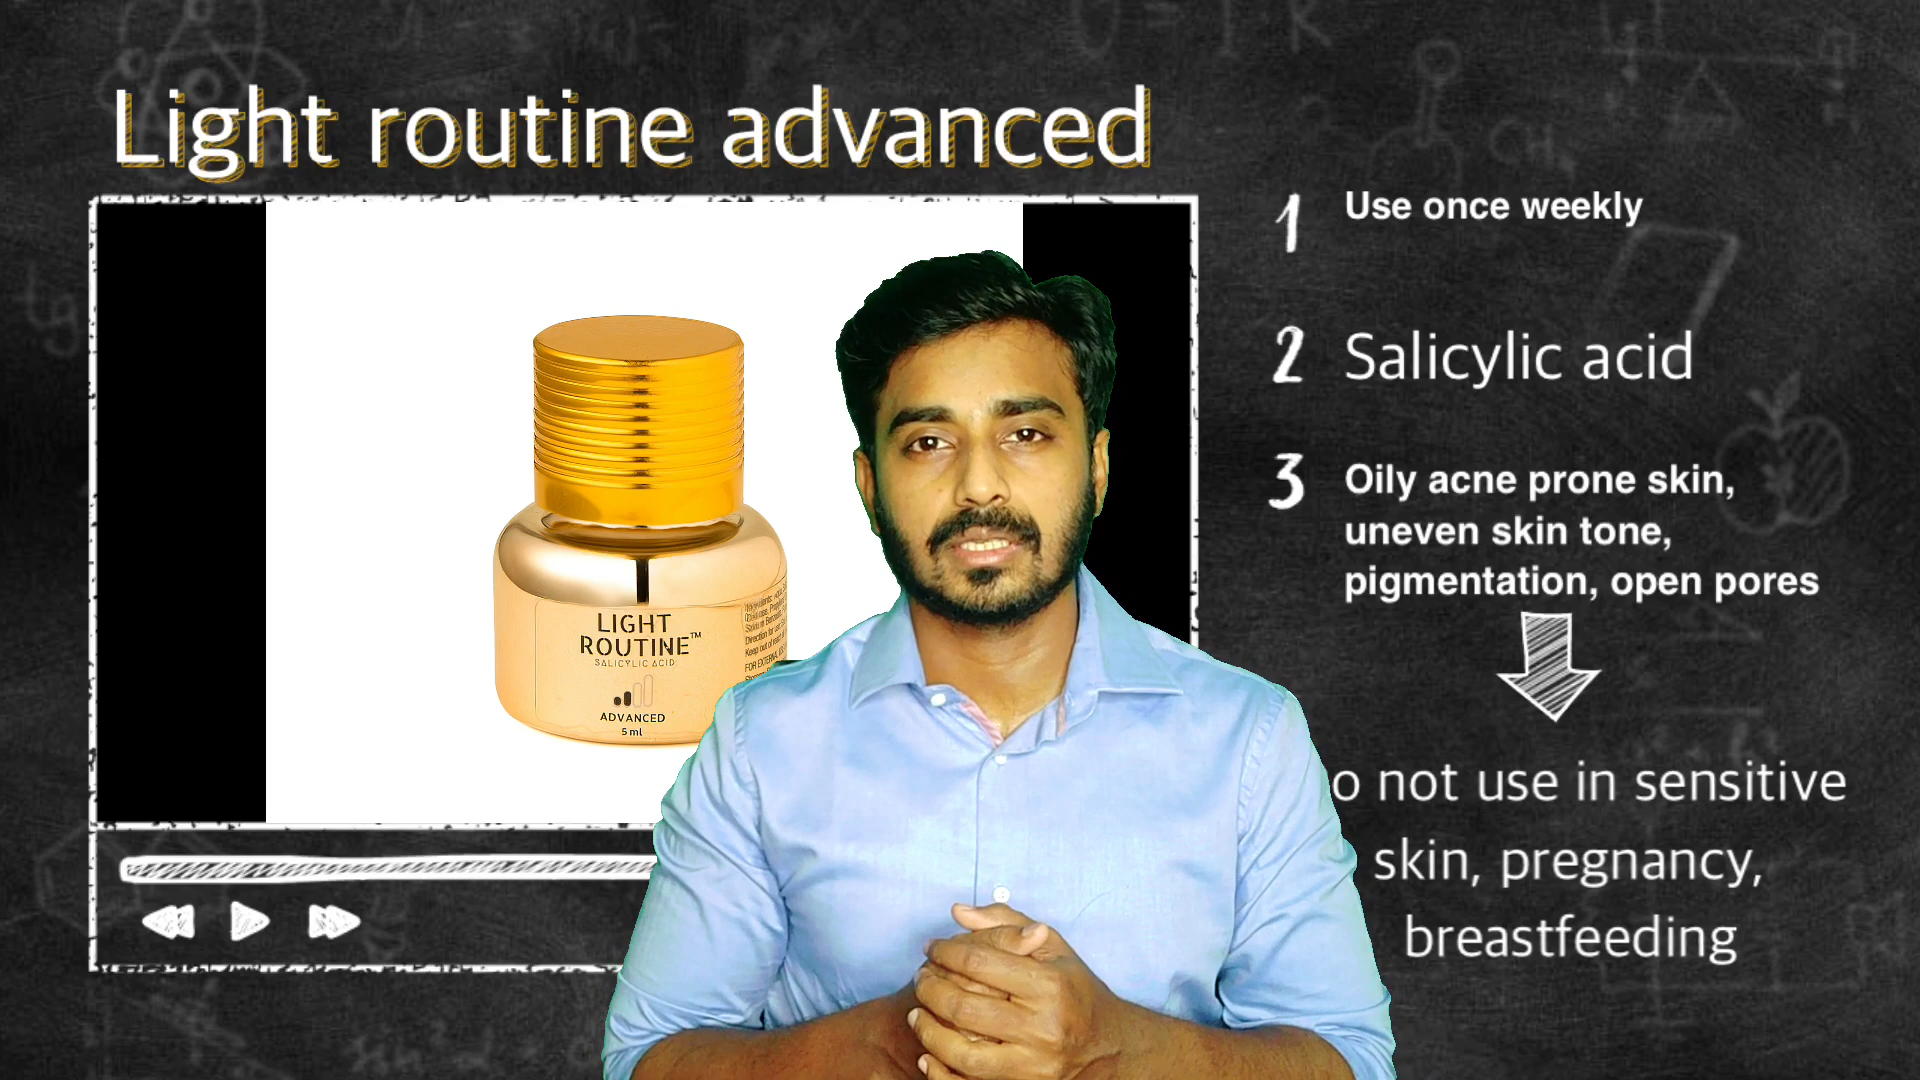 Light routine advanced
1 Use once weekly
2 Salicylic acid
3 Oily acne prone skin,
uneven skin tone,
pigmentation, open pores
o not use in sensitive
skin, pregnancy,
breastfeeding
LIGHT
ROUTINE™
SALICYLIC ACID
ADVANCED
5 ml